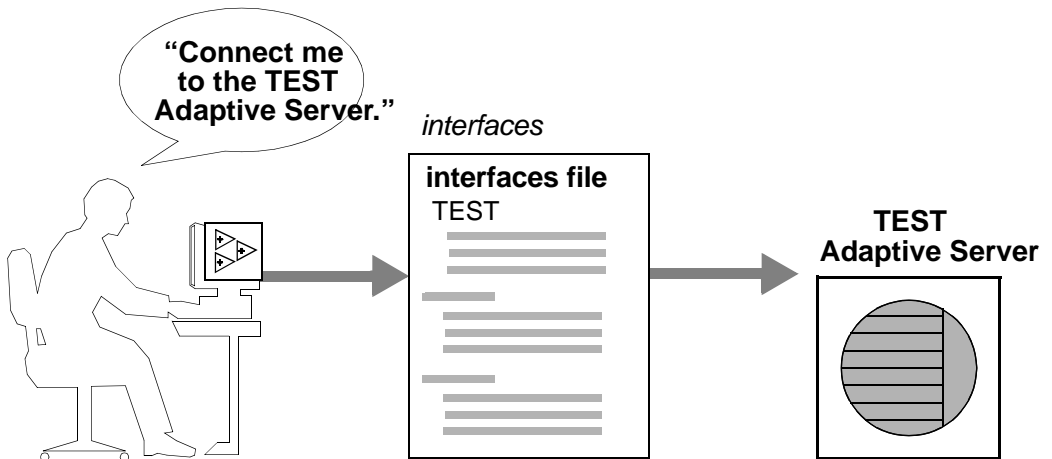 “Connect me
to the TEST
Adaptive Server.”
interfaces
interfaces file
TEST
TEST
Adaptive Server